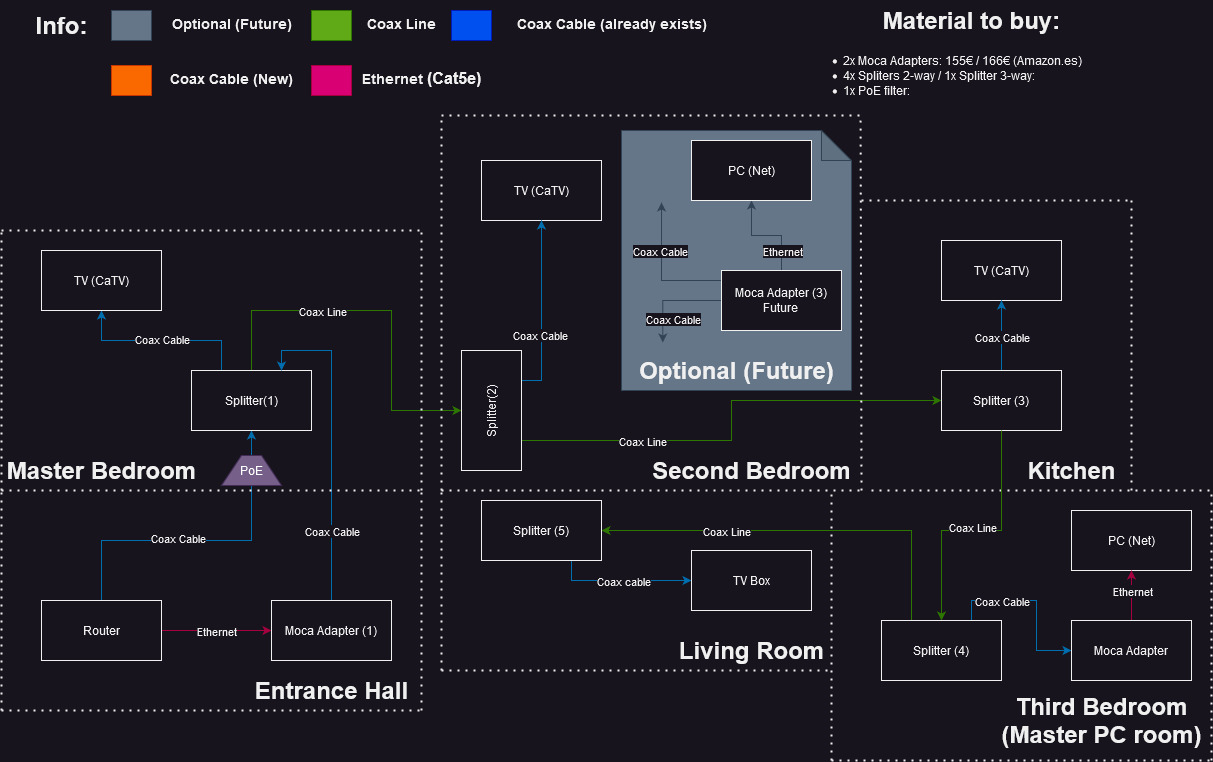 Info:
Optional (Future)
Coax Line
Coax Cable (already exists)
Coax Cable (New)
Ethernet (Cat5e)
Material to buy:
• 2x Moca Adapters: 155€ / 166€ (Amazon.es)
• 4x Spliters 2-way / 1x Splitter 3-way:
• 1x PoE filter:
TV (CaTV)
Coax Cable
Coax Line
Splitter(1)
PoE
Master Bedroom
TV (CaTV)
Coax Cable
Splitter(2)
Coax Line
Second Bedroom
PC (Net)
Coax Cable
Ethernet
Moca Adapter (3)
Future
Coax Cable
Optional (Future)
TV (CaTV)
Coax Cable
Splitter (3)
Kitchen
Coax Cable
Coax Cable
Router
Ethernet
Moca Adapter (1)
Entrance Hall
Splitter (5)
Coax Line
Coax cable
TV Box
Living Room
Coax Line
PC (Net)
Ethernet
Coax Cable
Splitter (4)
Moca Adapter
Third Bedroom
(Master PC room)